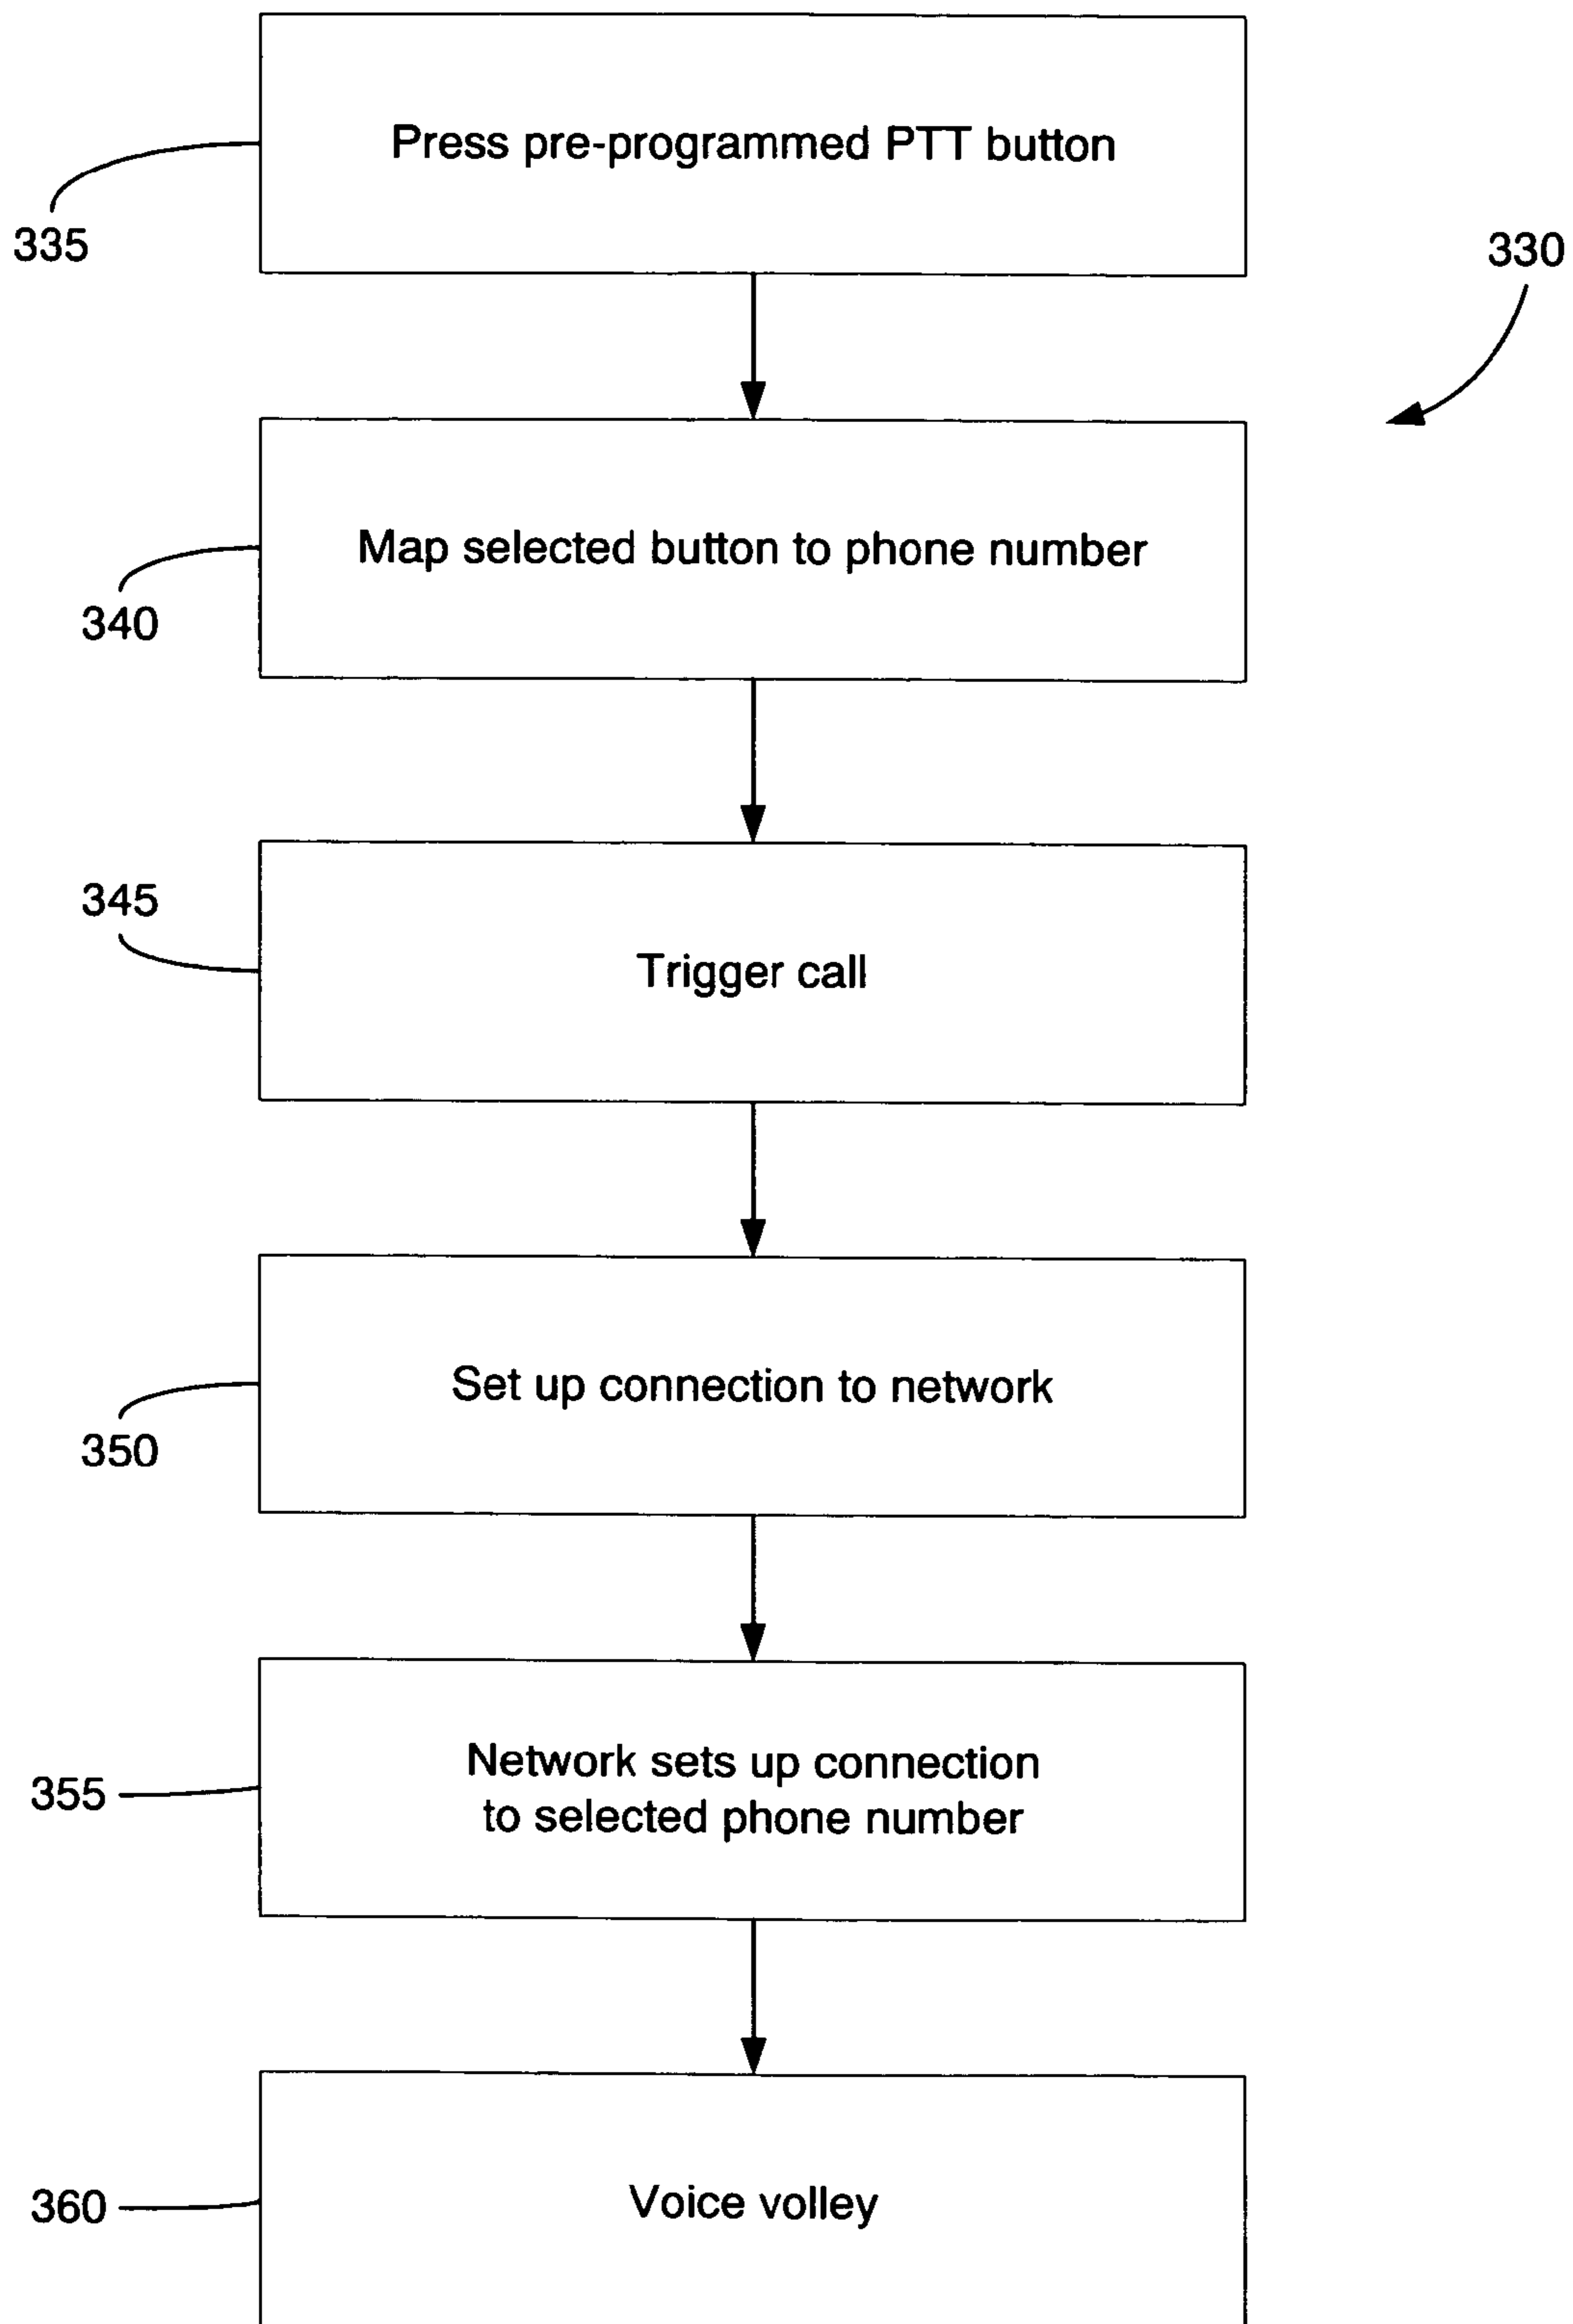 Press pre-programmed PTT button
335
330
Map selected button to phone number
340
345
Trigger call
Set up connection to network
350
Network sets up connection
to selected phone number
355
Voice volley
360